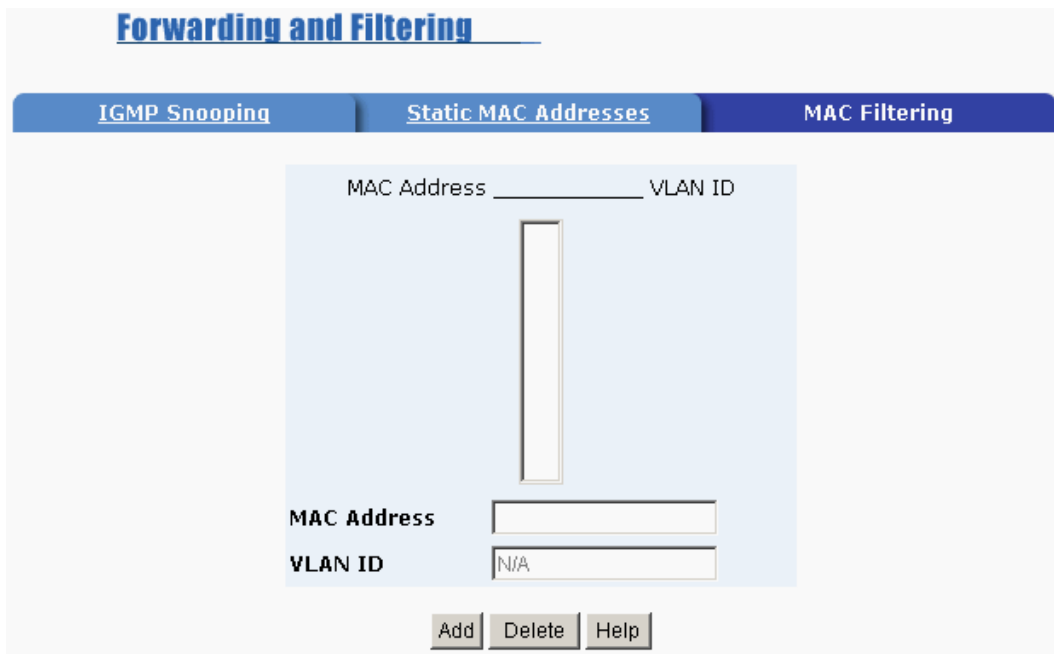 Forwarding and Filtering
IGMP Snooping Static MAC Addresses MAC Filtering
MAC Address ____________ VLAN ID
MAC Address
VLAN ID N/A
Add Delete Help